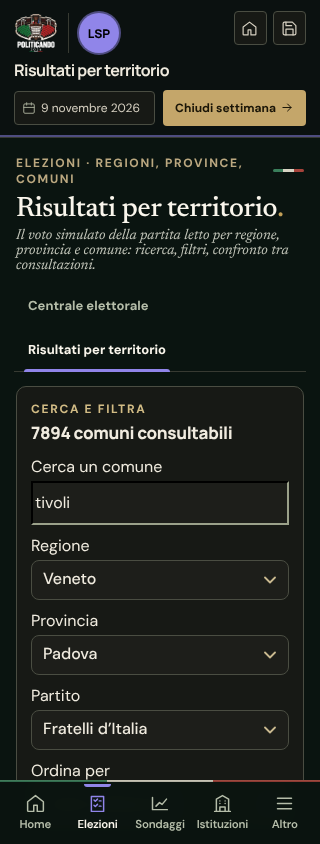 POLITICANDO
LSP
Risultati per territorio
9 novembre 2026
Chiudi settimana →
ELEZIONI · REGIONI, PROVINCE,
COMUNI
Risultati per territorio.
Il voto simulato della partita letto per regione,
provincia e comune: ricerca, filtri, confronto tra
consultazioni.
Centrale elettorale
Risultati per territorio
CERCA E FILTRA
7894 comuni consultabili
Cerca un comune
tivoli
Regione
Veneto
Provincia
Padova
Partito
Fratelli d’Italia
Ordina per
Home Elezioni Sondaggi Istituzioni Altro